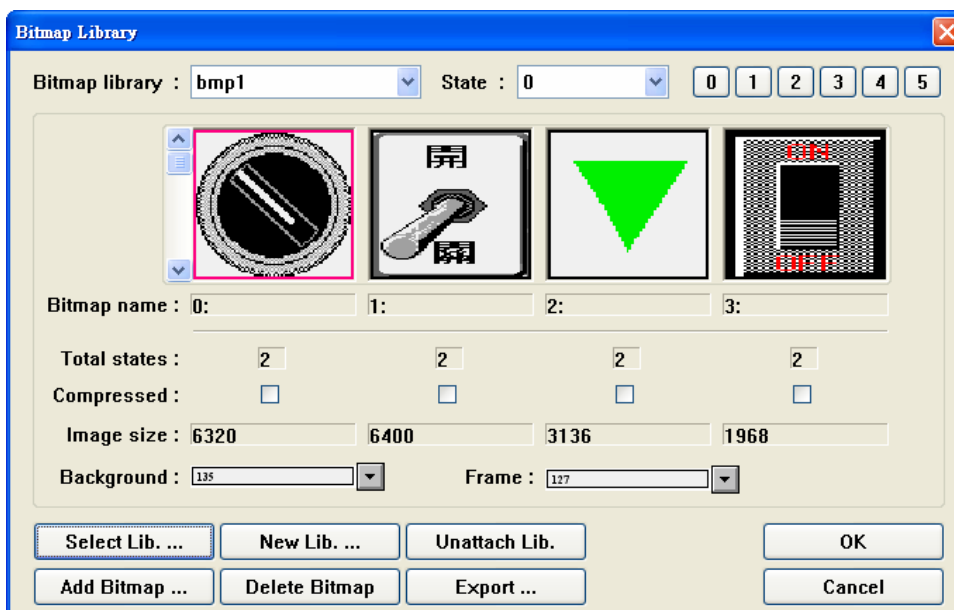 Bitmap Library
Bitmap library : bmp1 State : 0 0 1 2 3 4 5
開 ON
開 OFF
Bitmap name : 0: 1: 2: 3:
Total states : 2 2 2 2
Compressed :
Image size : 6320 6400 3136 1968
Background : 135 Frame : 127
Select Lib. ... New Lib. ... Unattach Lib. OK
Add Bitmap ... Delete Bitmap Export ... Cancel